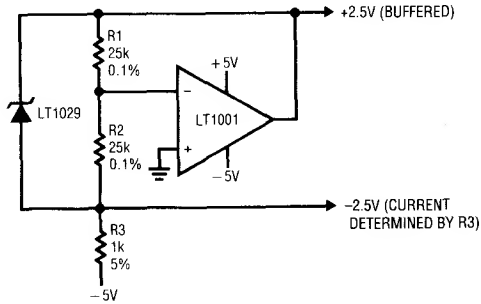 +2.5V (BUFFERED)
R1
25k
0.1%
+5V
−
LT1029
LT1001
R2
25k
0.1%
+
−5V
−2.5V (CURRENT
DETERMINED BY R3)
R3
1k
5%
−5V